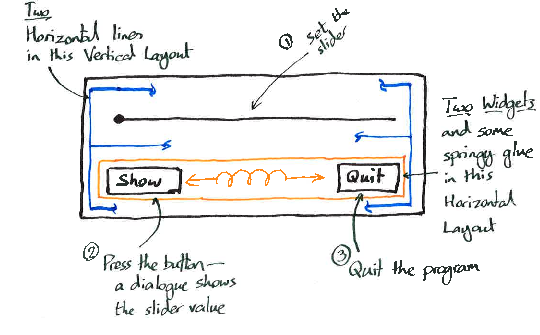 Two
Horizontal lines
in this Vertical Layout
① Set the
slider
Two Widgets
and some
springy glue
in this
Horizontal
Layout
Show
Quit
② Press the button—
a dialogue shows
the slider value
③ Quit the program